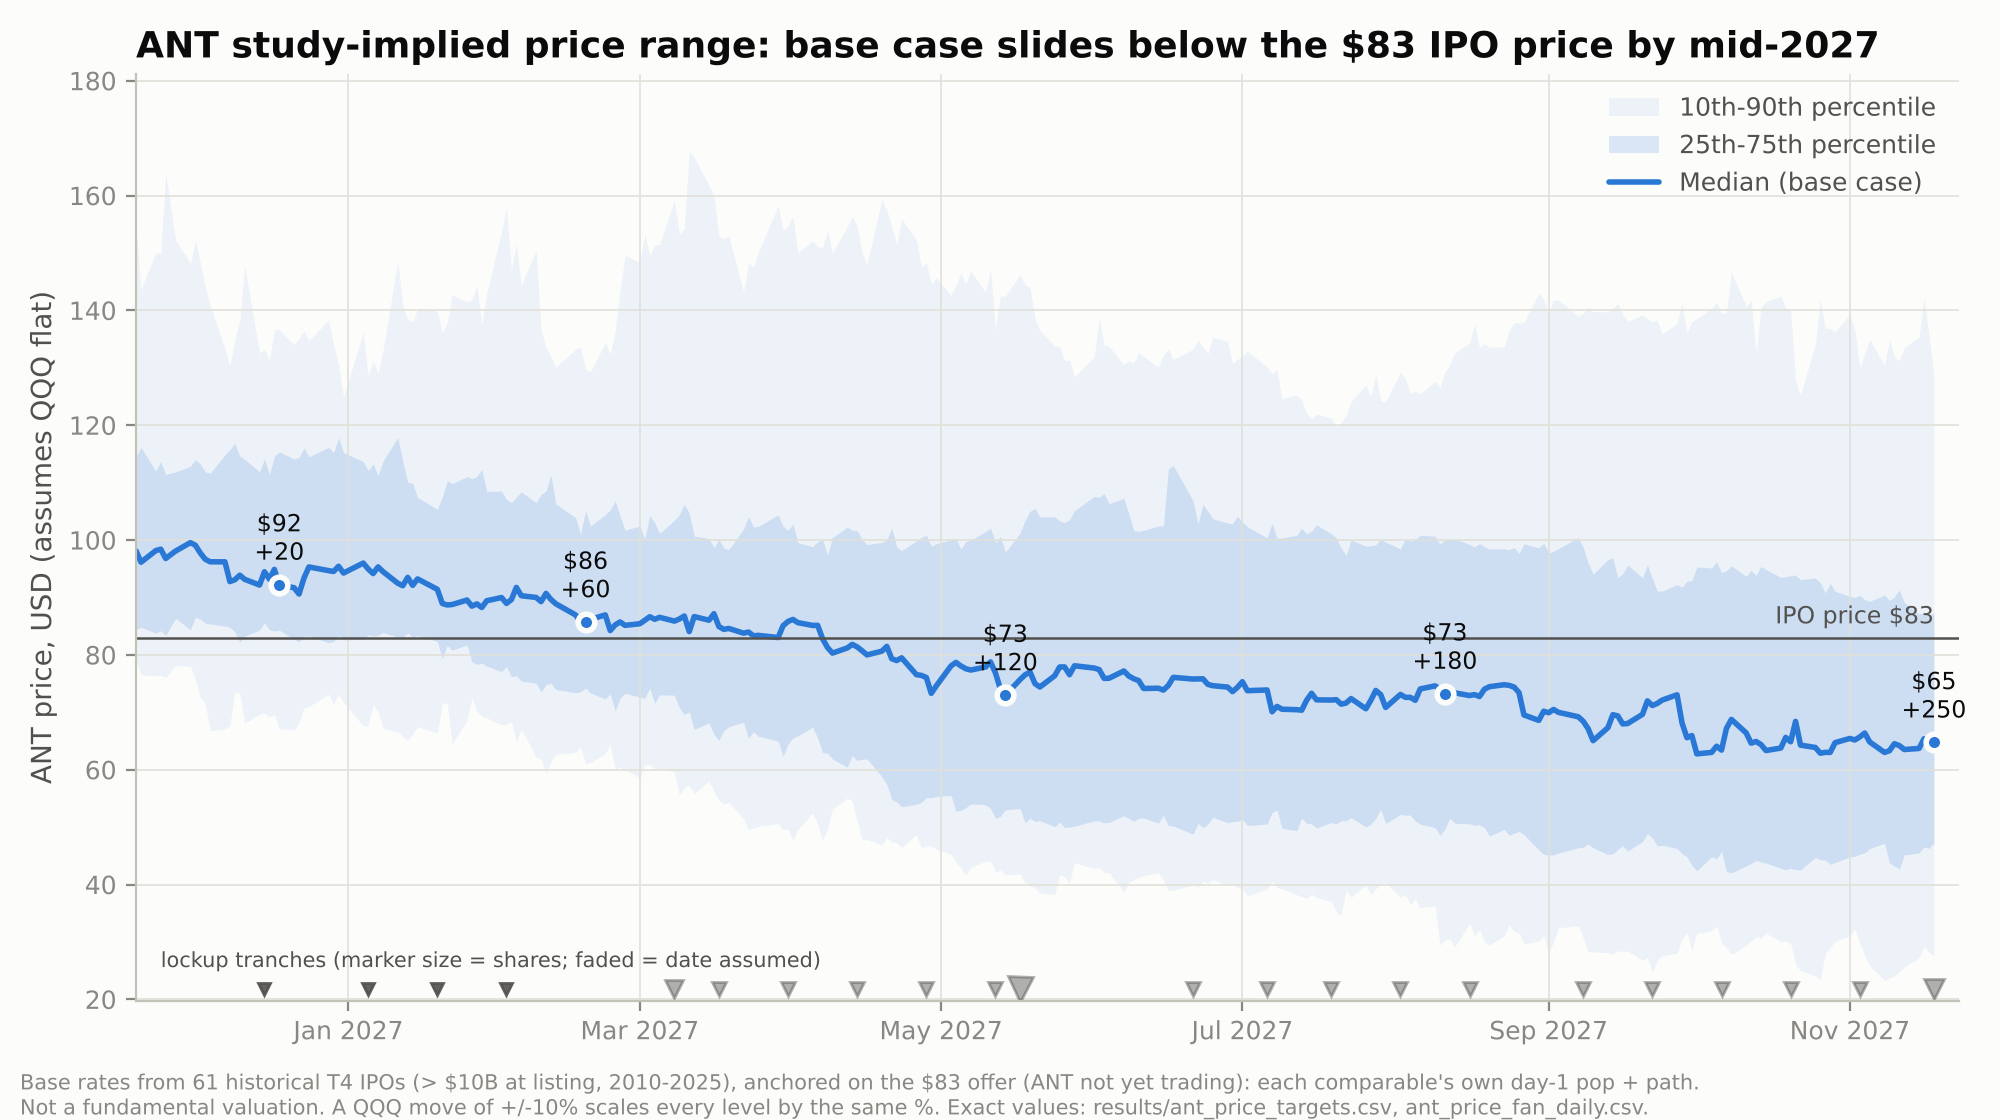 ANT study-implied price range: base case slides below the $83 IPO price by mid-2027
180
160
140
120
100
80
60
40
20
ANT price, USD (assumes QQQ flat)
10th-90th percentile
25th-75th percentile
Median (base case)
$92
+20
$86
+60
$73
+120
$73
+180
IPO price $83
$65
+250
lockup tranches (marker size = shares; faded = date assumed)
Jan 2027
Mar 2027
May 2027
Jul 2027
Sep 2027
Nov 2027
Base rates from 61 historical T4 IPOs (> $10B at listing, 2010-2025), anchored on the $83 offer (ANT not yet trading): each comparable's own day-1 pop + path.
Not a fundamental valuation. A QQQ move of +/-10% scales every level by the same %. Exact values: results/ant_price_targets.csv, ant_price_fan_daily.csv.